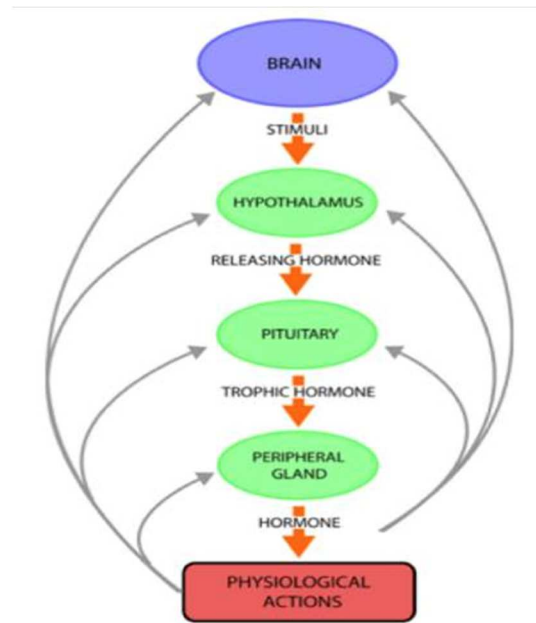 BRAIN
STIMULI
HYPOTHALAMUS
RELEASING HORMONE
PITUITARY
TROPHIC HORMONE
PERIPHERAL
GLAND
HORMONE
PHYSIOLOGICAL
ACTIONS